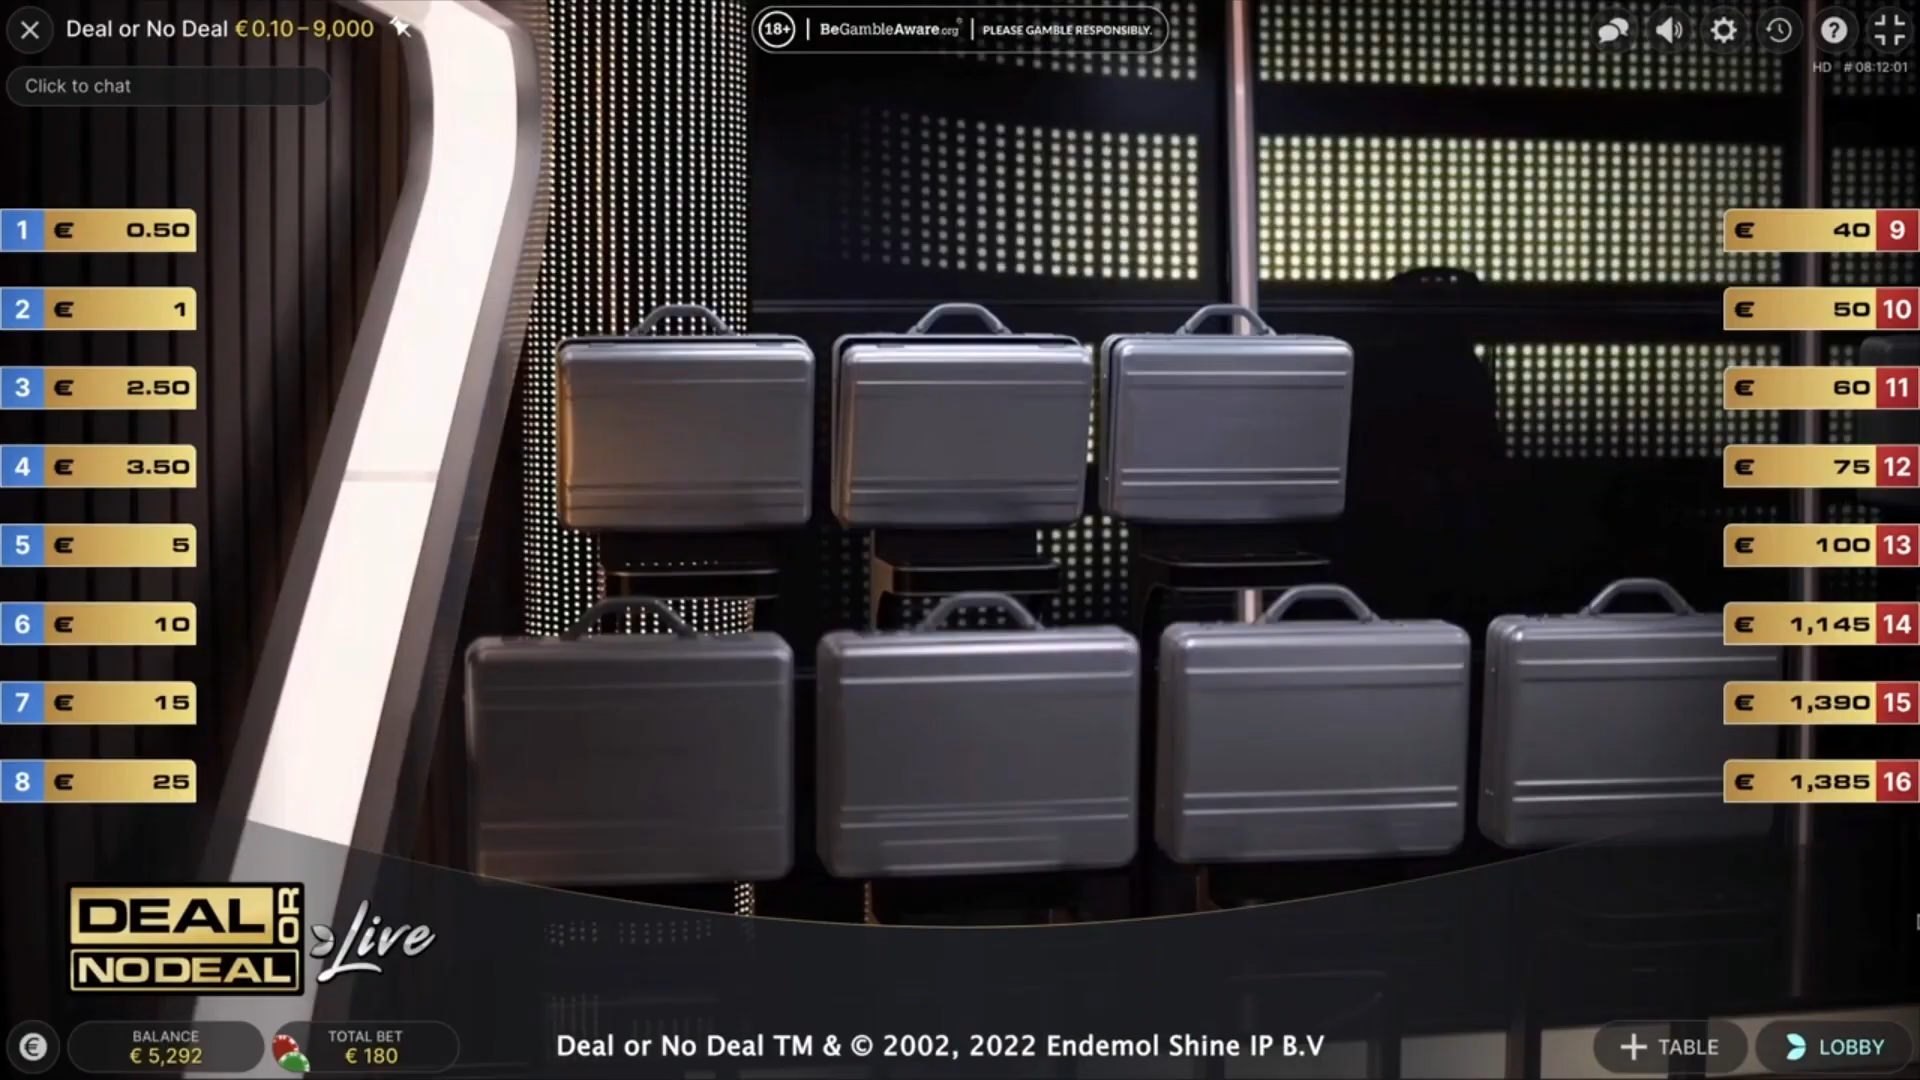 Deal or No Deal €0.10–9,000
18+ BeGambleAware.org® PLEASE GAMBLE RESPONSIBLY.
HD # 08:12:01
Click to chat
1 € 0.50
2 € 1
3 € 2.50
4 € 3.50
5 € 5
6 € 10
7 € 15
8 € 25
€ 40 9
€ 50 10
€ 60 11
€ 75 12
€ 100 13
€ 1,145 14
€ 1,390 15
€ 1,385 16
DEAL OR
NO DEAL
Live
BALANCE
€ 5,292
TOTAL BET
€ 180
Deal or No Deal TM & © 2002, 2022 Endemol Shine IP B.V
TABLE
LOBBY